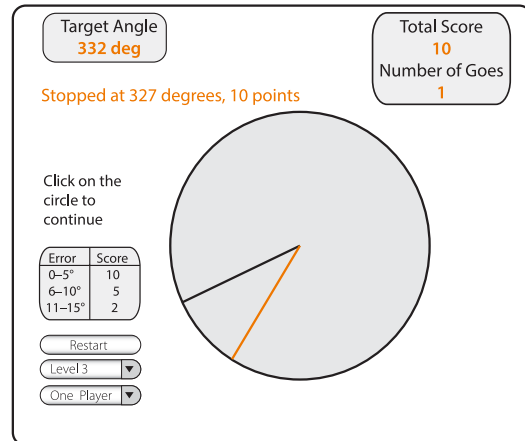 Target Angle
332 deg
Total Score
10
Number of Goes
1
Stopped at 327 degrees, 10 points
Click on the
circle to
continue
Error Score
0–5° 10
6–10° 5
11–15° 2
Restart
Level 3
One Player